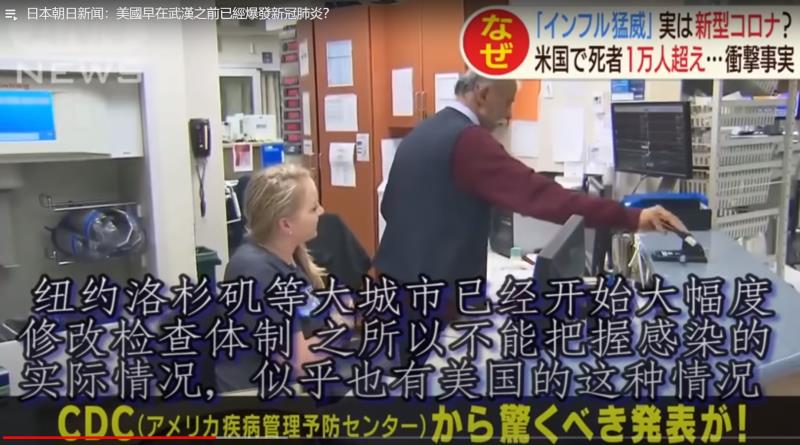 日本朝日新闻：美國早在武漢之前已經爆發新冠肺炎？
NEWS
なぜ
「インフル猛威」実は新型コロナ？
米国で死者1万人超え…衝撃事実
纽约洛杉矶等大城市已经开始大幅度
修改检查体制 之所以不能把握感染的
实际情况，似乎也有美国的这种情况
CDC(アメリカ疾病管理予防センター)から驚くべき発表が！